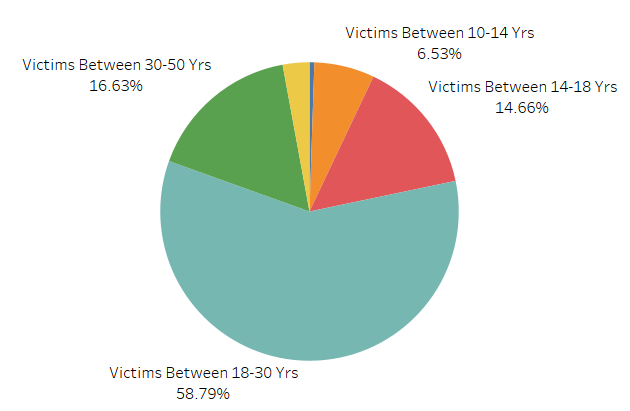 Victims Between 10-14 Yrs
6.53%
Victims Between 30-50 Yrs
16.63%
Victims Between 14-18 Yrs
14.66%
Victims Between 18-30 Yrs
58.79%